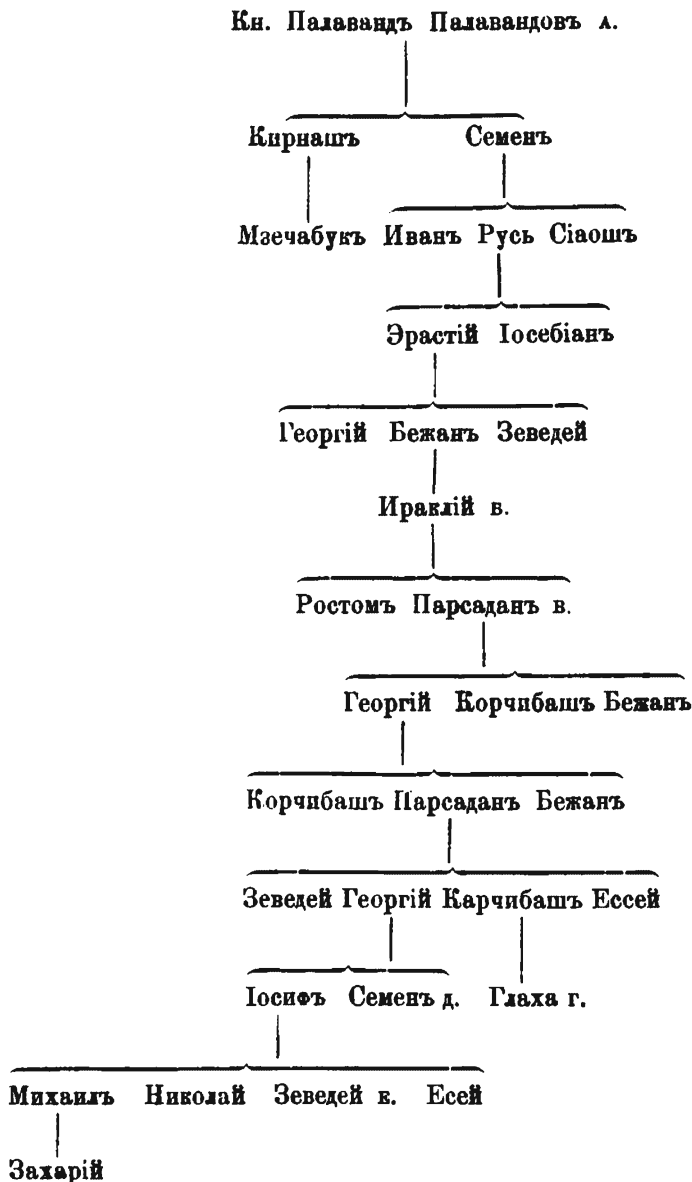 Кн. Палавандъ Палавандовъ л.
Кирнашъ Семенъ
Мзечабукъ Иванъ Русь Сіаошъ
Эрастій Іосебіанъ
Георгій Бежанъ Зеведей
Ираклій в.
Ростомъ Парсаданъ в.
Георгій Корчибашъ Бежанъ
Корчибашъ Парсаданъ Бежанъ
Зеведей Георгій Карчибашъ Ессей
Іосифъ Семенъ д. Глаха г.
Михаилъ Николай Зеведей к. Есей
Захарій